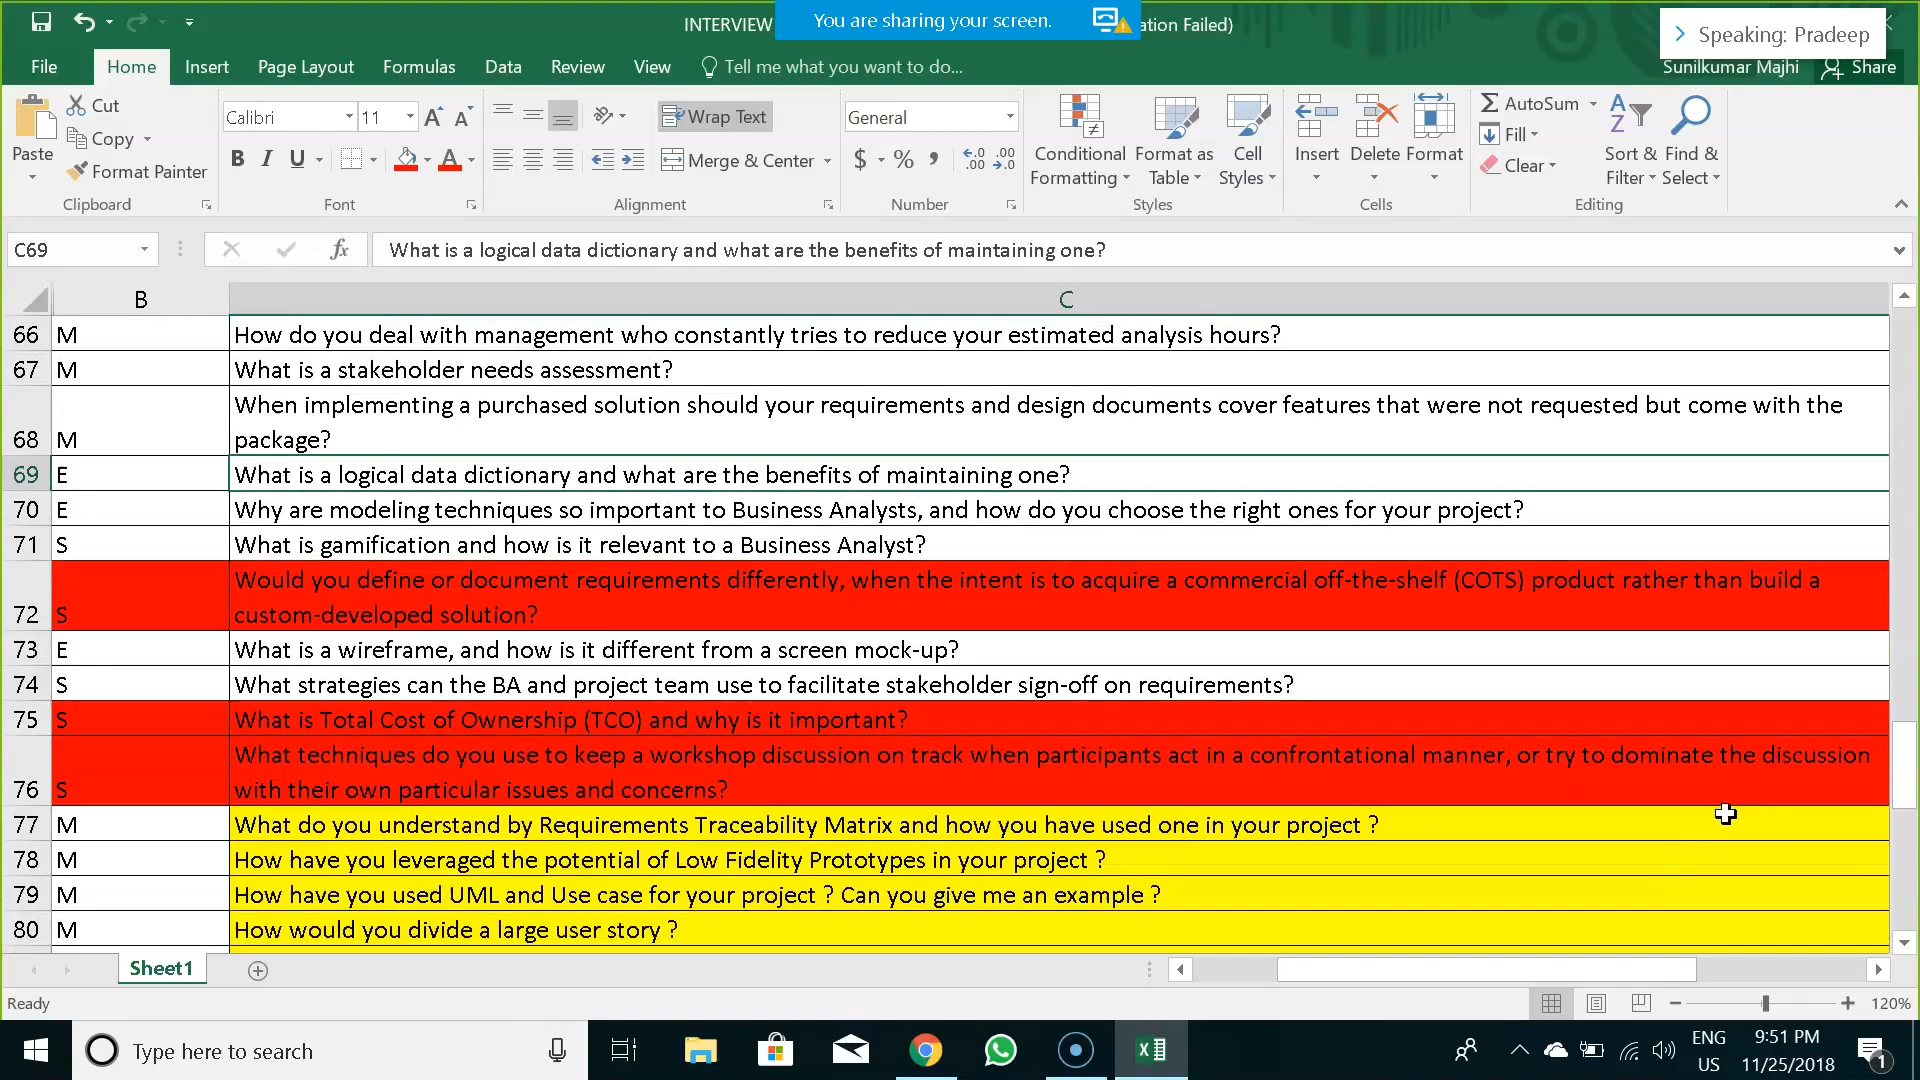 INTERVIEW
You are sharing your screen.
ation Failed)
Speaking: Pradeep
File
Home
Insert
Page Layout
Formulas
Data
Review
View
Tell me what you want to do...
Sunilkumar Majhi
Share
Paste
Cut
Copy
Format Painter
Clipboard
Calibri
11
B I U
Font
Wrap Text
Merge & Center
Alignment
General
$ % ,
Number
Conditional
Formatting
Format as
Table
Cell
Styles
Styles
Insert
Delete
Format
Cells
AutoSum
Fill
Clear
Sort &
Filter
Find &
Select
Editing
C69
fx
What is a logical data dictionary and what are the benefits of maintaining one?
B
C
66 M How do you deal with management who constantly tries to reduce your estimated analysis hours?
67 M What is a stakeholder needs assessment?
When implementing a purchased solution should your requirements and design documents cover features that were not requested but come with the
68 M package?
69 E What is a logical data dictionary and what are the benefits of maintaining one?
70 E Why are modeling techniques so important to Business Analysts, and how do you choose the right ones for your project?
71 S What is gamification and how is it relevant to a Business Analyst?
Would you define or document requirements differently, when the intent is to acquire a commercial off-the-shelf (COTS) product rather than build a
72 S custom-developed solution?
73 E What is a wireframe, and how is it different from a screen mock-up?
74 S What strategies can the BA and project team use to facilitate stakeholder sign-off on requirements?
75 S What is Total Cost of Ownership (TCO) and why is it important?
What techniques do you use to keep a workshop discussion on track when participants act in a confrontational manner, or try to dominate the discussion
76 S with their own particular issues and concerns?
77 M What do you understand by Requirements Traceability Matrix and how you have used one in your project ?
78 M How have you leveraged the potential of Low Fidelity Prototypes in your project ?
79 M How have you used UML and Use case for your project ? Can you give me an example ?
80 M How would you divide a large user story ?
Sheet1
Ready
120%
Type here to search
ENG
US
9:51 PM
11/25/2018
1